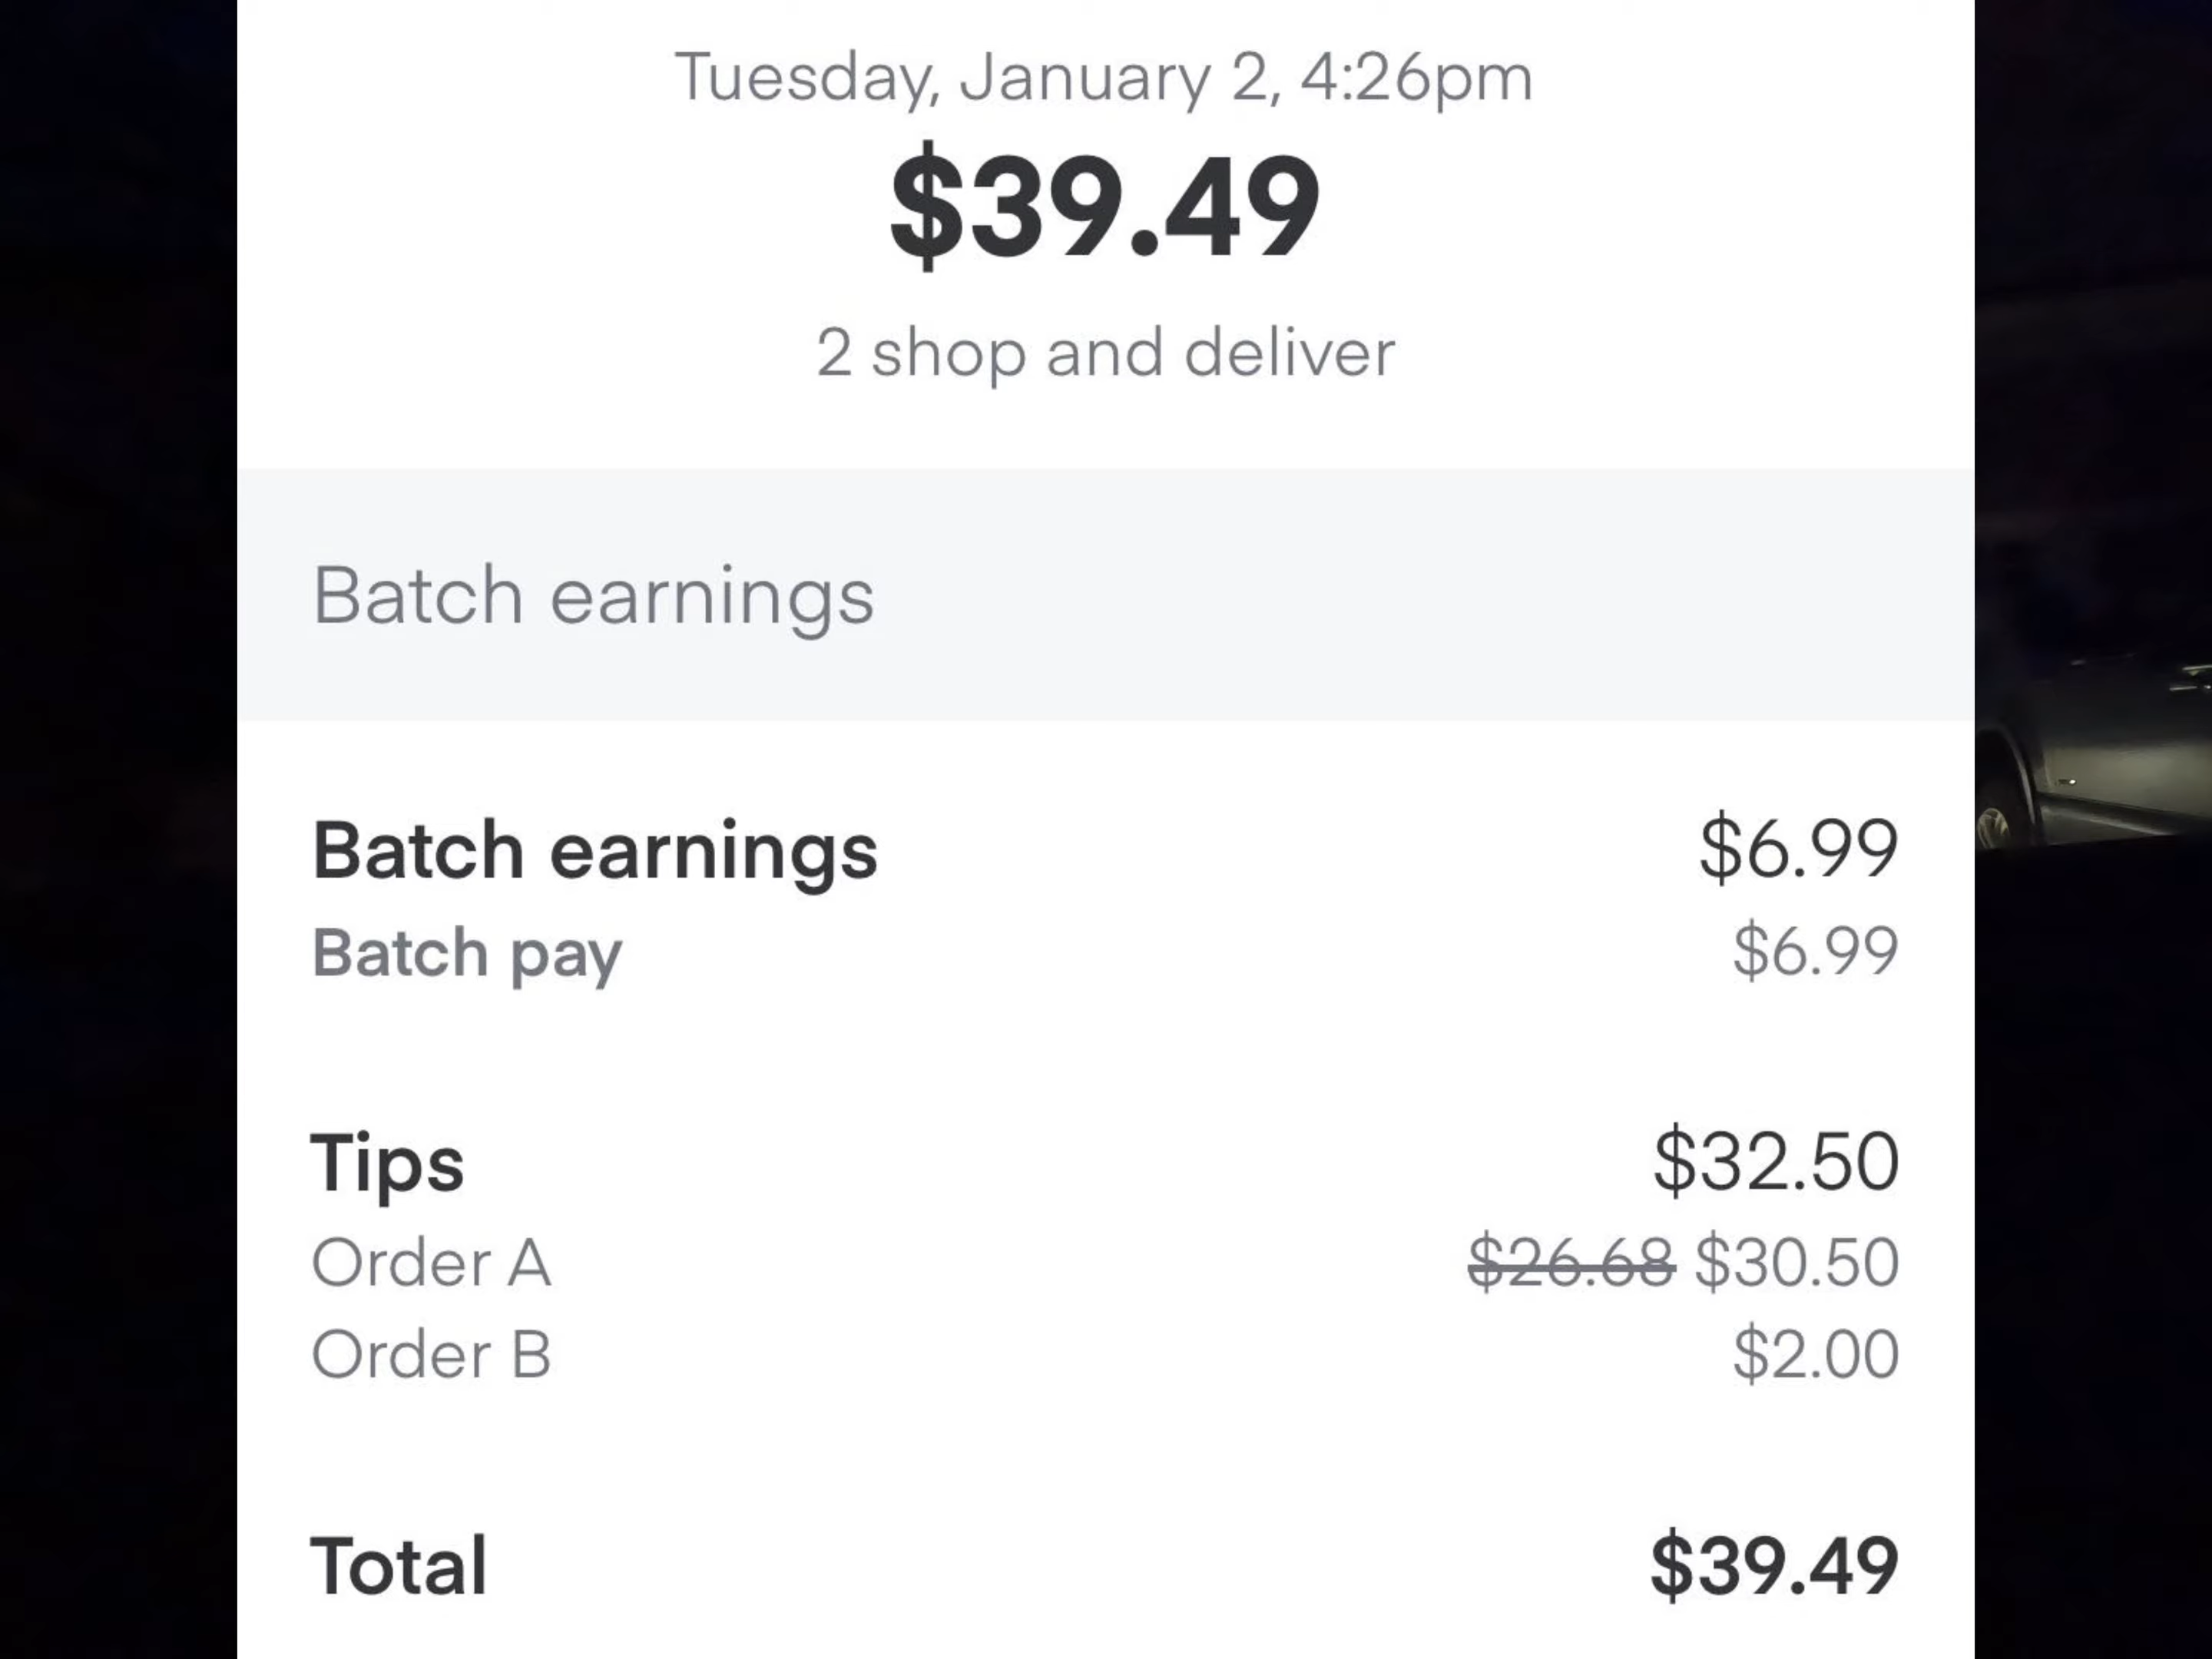 Tuesday, January 2, 4:26pm
$39.49
2 shop and deliver
Batch earnings
Batch earnings $6.99
Batch pay $6.99
Tips $32.50
Order A $26.68 $30.50
Order B $2.00
Total $39.49